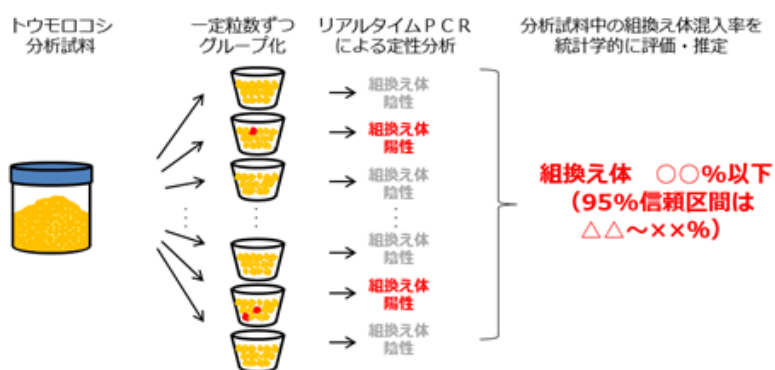 トウモロコシ
分析試料
一定粒数ずつ
グループ化
リアルタイムＰＣＲ
による定性分析
分析試料中の組換え体混入率を
統計学的に評価・推定
組換え体
陰性
組換え体
陽性
組換え体
陰性
組換え体
陰性
組換え体
陽性
組換え体
陰性
組換え体　○○%以下
（95%信頼区間は
△△～××%）